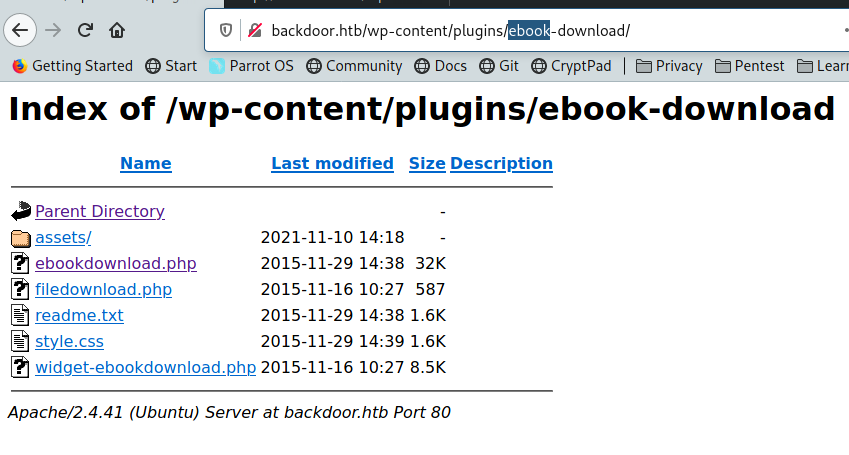 backdoor.htb/wp-content/plugins/ebook-download/
Getting Started Start Parrot OS Community Docs Git CryptPad Privacy Pentest Learn
Index of /wp-content/plugins/ebook-download
Name Last modified Size Description
Parent Directory -
assets/ 2021-11-10 14:18 -
ebookdownload.php 2015-11-29 14:38 32K
filedownload.php 2015-11-16 10:27 587
readme.txt 2015-11-29 14:38 1.6K
style.css 2015-11-29 14:39 1.6K
widget-ebookdownload.php 2015-11-16 10:27 8.5K
Apache/2.4.41 (Ubuntu) Server at backdoor.htb Port 80